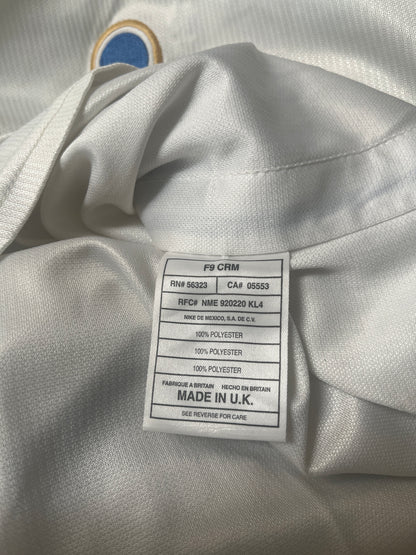 F9 CRM
RN# 56323 CA# 05553
RFC# NME 920220 KL4
NIKE DE MEXICO, S.A. DE C.V.
100% POLYESTER
100% POLYESTER
100% POLYESTER
FABRIQUE A BRITAIN HECHO EN BRITAIN
MADE IN U.K.
SEE REVERSE FOR CARE